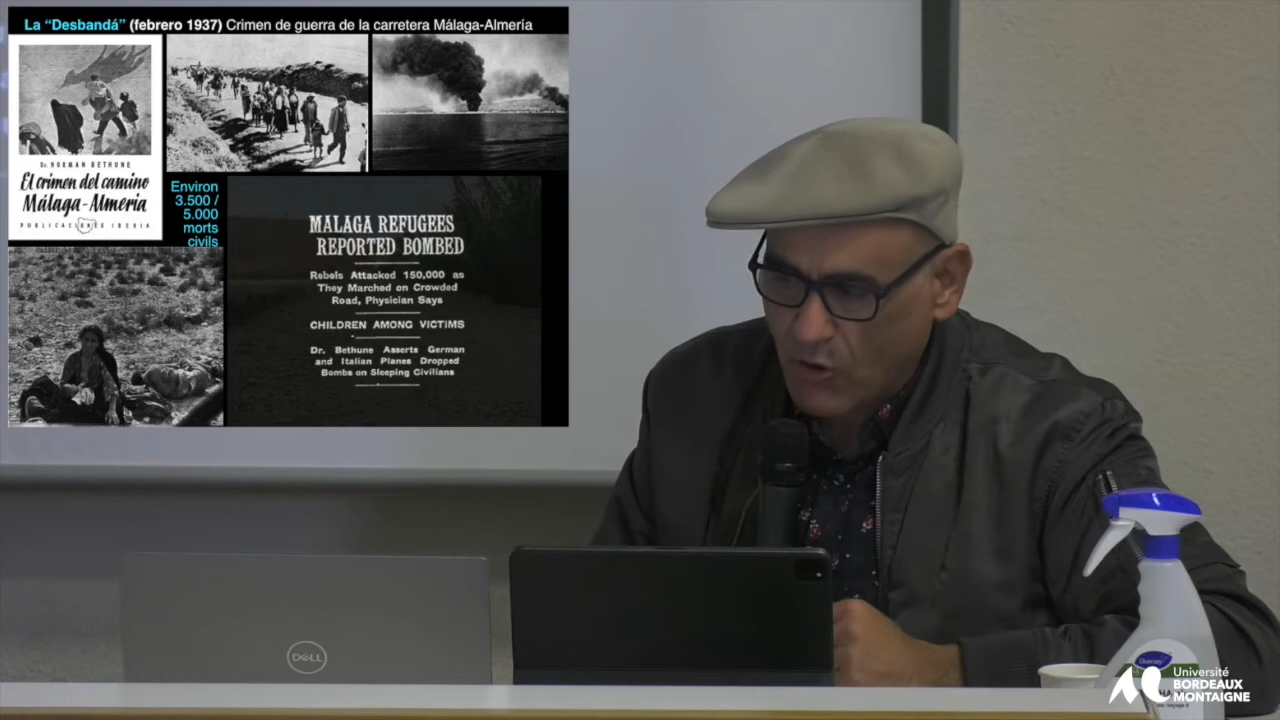 La “Desbandá” (febrero 1937) Crimen de guerra de la carretera Málaga-Almería
Dr. NORMAN BETHUNE
El crimen del camino
Málaga-Almería
PUBLICACIONES IBERIA
Environ
3.500 /
5.000
morts
civils
MALAGA REFUGEES
REPORTED BOMBED
Rebels Attacked 150,000 as
They Marched on Crowded
Road, Physician Says
CHILDREN AMONG VICTIMS
Dr. Bethune Asserts German
and Italian Planes Dropped
Bombs on Sleeping Civilians
DELL
Diversey
Université
BORDEAUX
MONTAIGNE